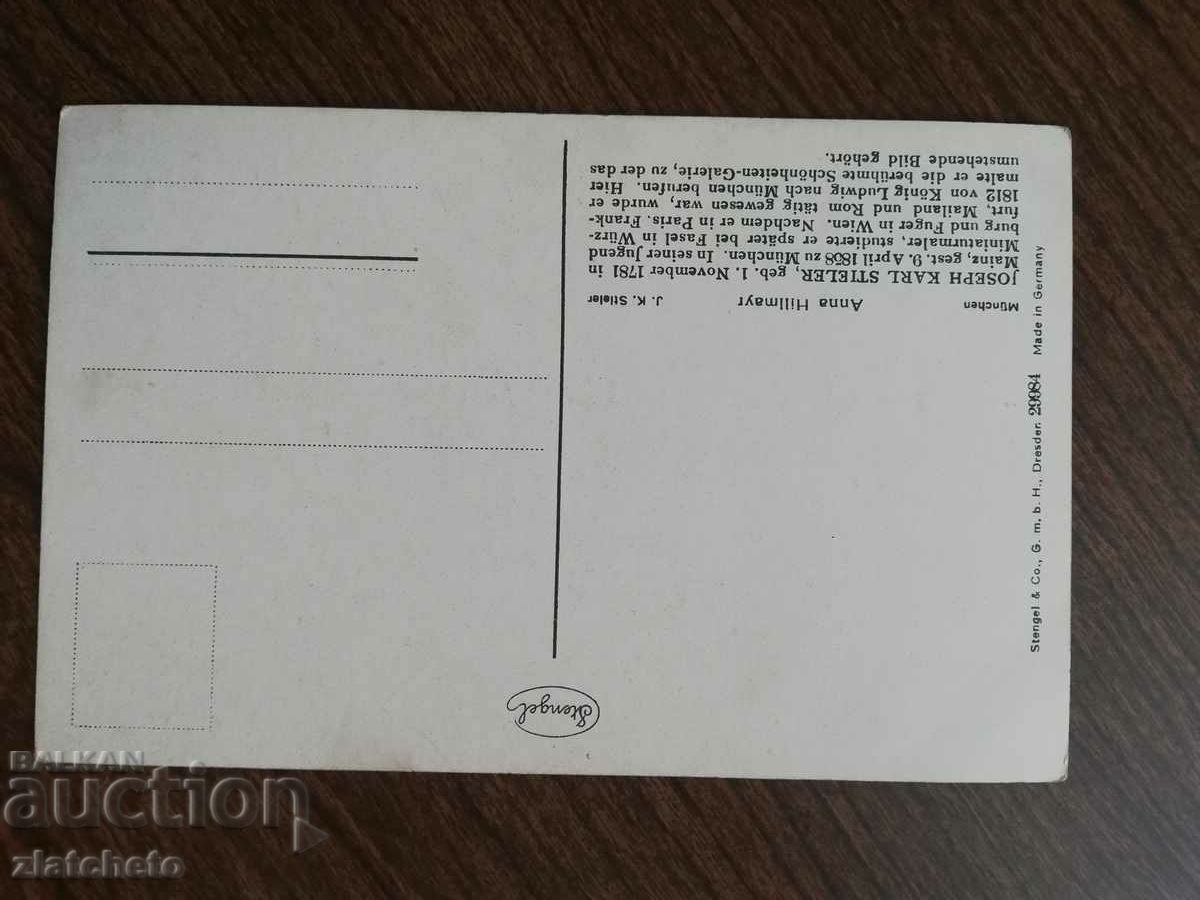 München Anna Hillmayr J. K. Stieler
JOSEPH KARL STIELER, geb. 1. November 1781 in
Mainz, gest. 9. April 1858 zu München. In seiner Jugend
Miniaturmaler, studierte er später bei Fasel in Würz-
burg und Fuger in Wien. Nachdem er in Paris, Frank-
furt, Mailand und Rom tätig gewesen war, wurde er
1812 von König Ludwig nach München berufen. Hier
malte er die berühmte Schönheiten-Galerie, zu der das
umstehende Bild gehört.
Stengel & Co., G. m. b. H., Dresden 29984 Made in Germany
Stengel
BALKAN
auction
zlatcheto